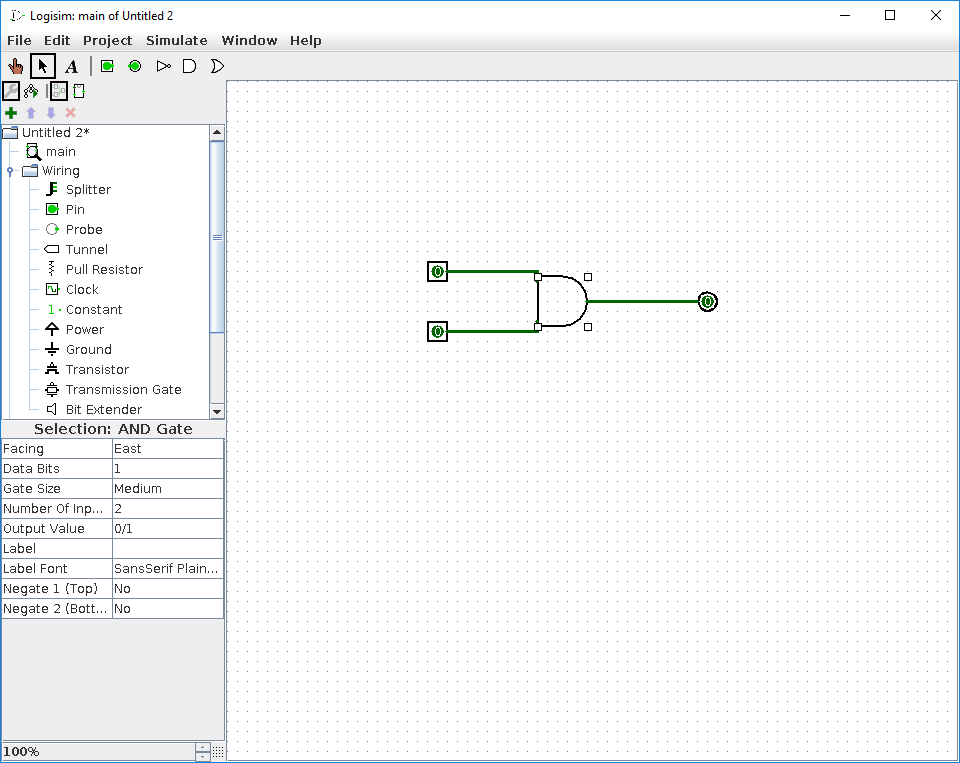 Logisim: main of Untitled 2
File Edit Project Simulate Window Help
A
Untitled 2*
main
Wiring
Splitter
Pin
Probe
Tunnel
Pull Resistor
Clock
1 Constant
Power
Ground
Transistor
Transmission Gate
Bit Extender
Selection: AND Gate
Facing East
Data Bits 1
Gate Size Medium
Number Of Inp... 2
Output Value 0/1
Label
Label Font SansSerif Plain...
Negate 1 (Top) No
Negate 2 (Bott... No
100%
0
0
0